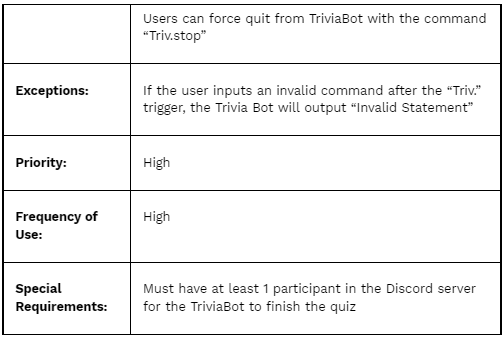 Users can force quit from TriviaBot with the command
“Triv.stop”
Exceptions:
If the user inputs an invalid command after the “Triv.”
trigger, the Trivia Bot will output “Invalid Statement”
Priority:
High
Frequency of
Use:
High
Special
Requirements:
Must have at least 1 participant in the Discord server
for the TriviaBot to finish the quiz